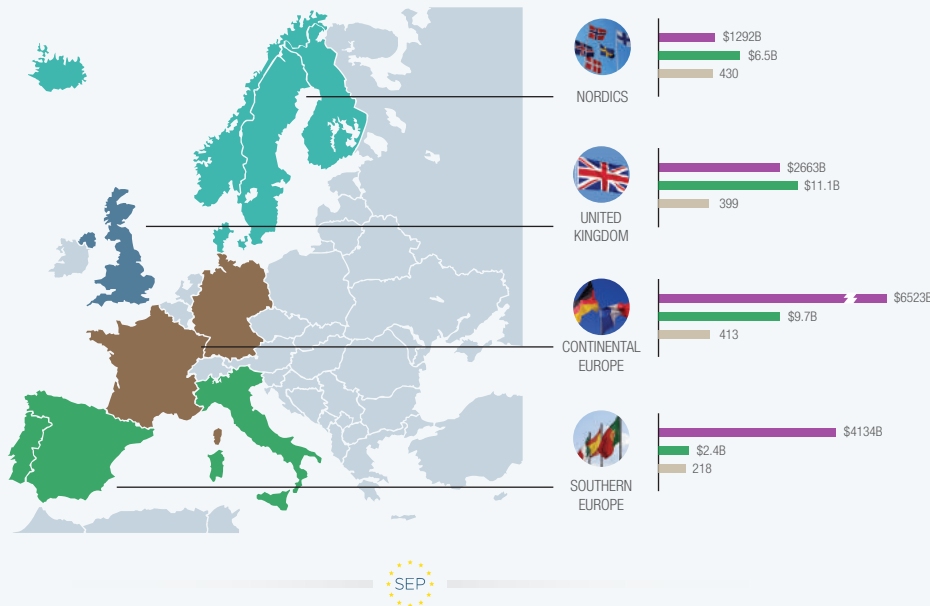 $1292B
$6.5B
430
NORDICS
$2663B
$11.1B
399
UNITED
KINGDOM
$6523B
$9.7B
413
CONTINENTAL
EUROPE
$4134B
$2.4B
218
SOUTHERN
EUROPE
SEP